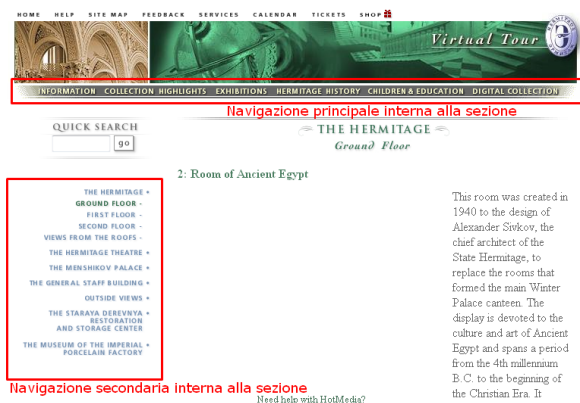 HOME HELP SITE MAP FEEDBACK SERVICES CALENDAR TICKETS SHOP
Virtual Tour
INFORMATION COLLECTION HIGHLIGHTS EXHIBITIONS HERMITAGE HISTORY CHILDREN & EDUCATION DIGITAL COLLECTION
Navigazione principale interna alla sezione
QUICK SEARCH
go
THE HERMITAGE
Ground Floor
2: Room of Ancient Egypt
THE HERMITAGE
GROUND FLOOR -
FIRST FLOOR -
SECOND FLOOR -
VIEWS FROM THE ROOFS -
THE HERMITAGE THEATRE
THE MENSHIKOV PALACE
THE GENERAL STAFF BUILDING
OUTSIDE VIEWS
THE STARAYA DEREVNYA
RESTORATION
AND STORAGE CENTER
THE MUSEUM OF THE IMPERIAL
PORCELAIN FACTORY
Navigazione secondaria interna alla sezione
This room was created in
1940 to the design of
Alexander Sivkov, the
chief architect of the
State Hermitage, to
replace the rooms that
formed the main Winter
Palace canteen. The
display is devoted to the
culture and art of Ancient
Egypt and spans a period
from the 4th millennium
B.C. to the beginning of
the Christian Era. It
Need help with HotMedia?